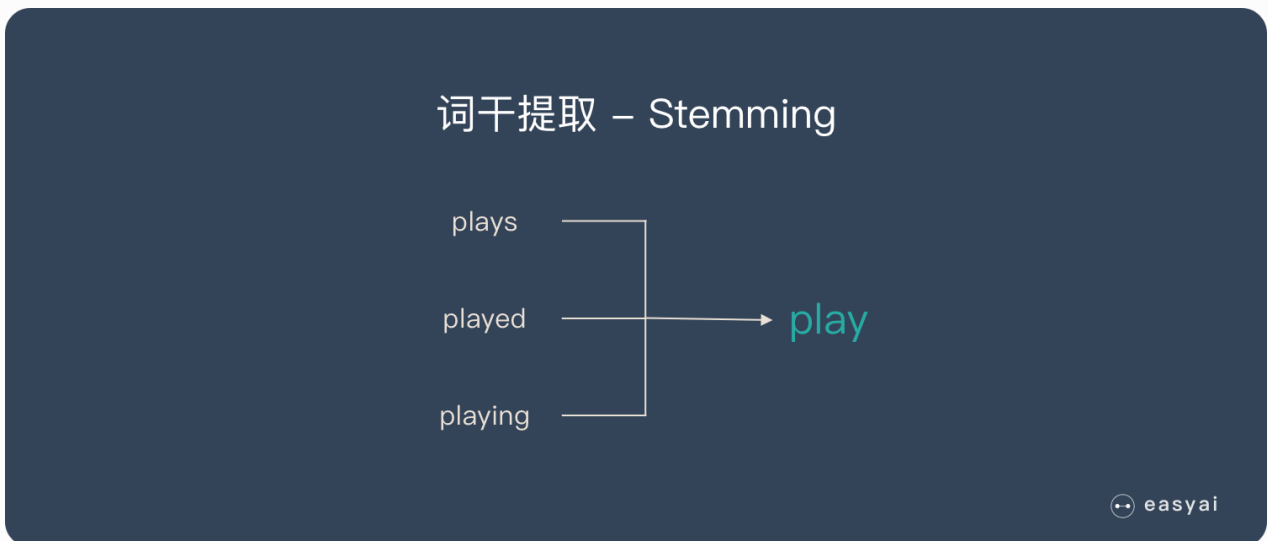 词干提取 – Stemming
plays
played
play
playing
easyai